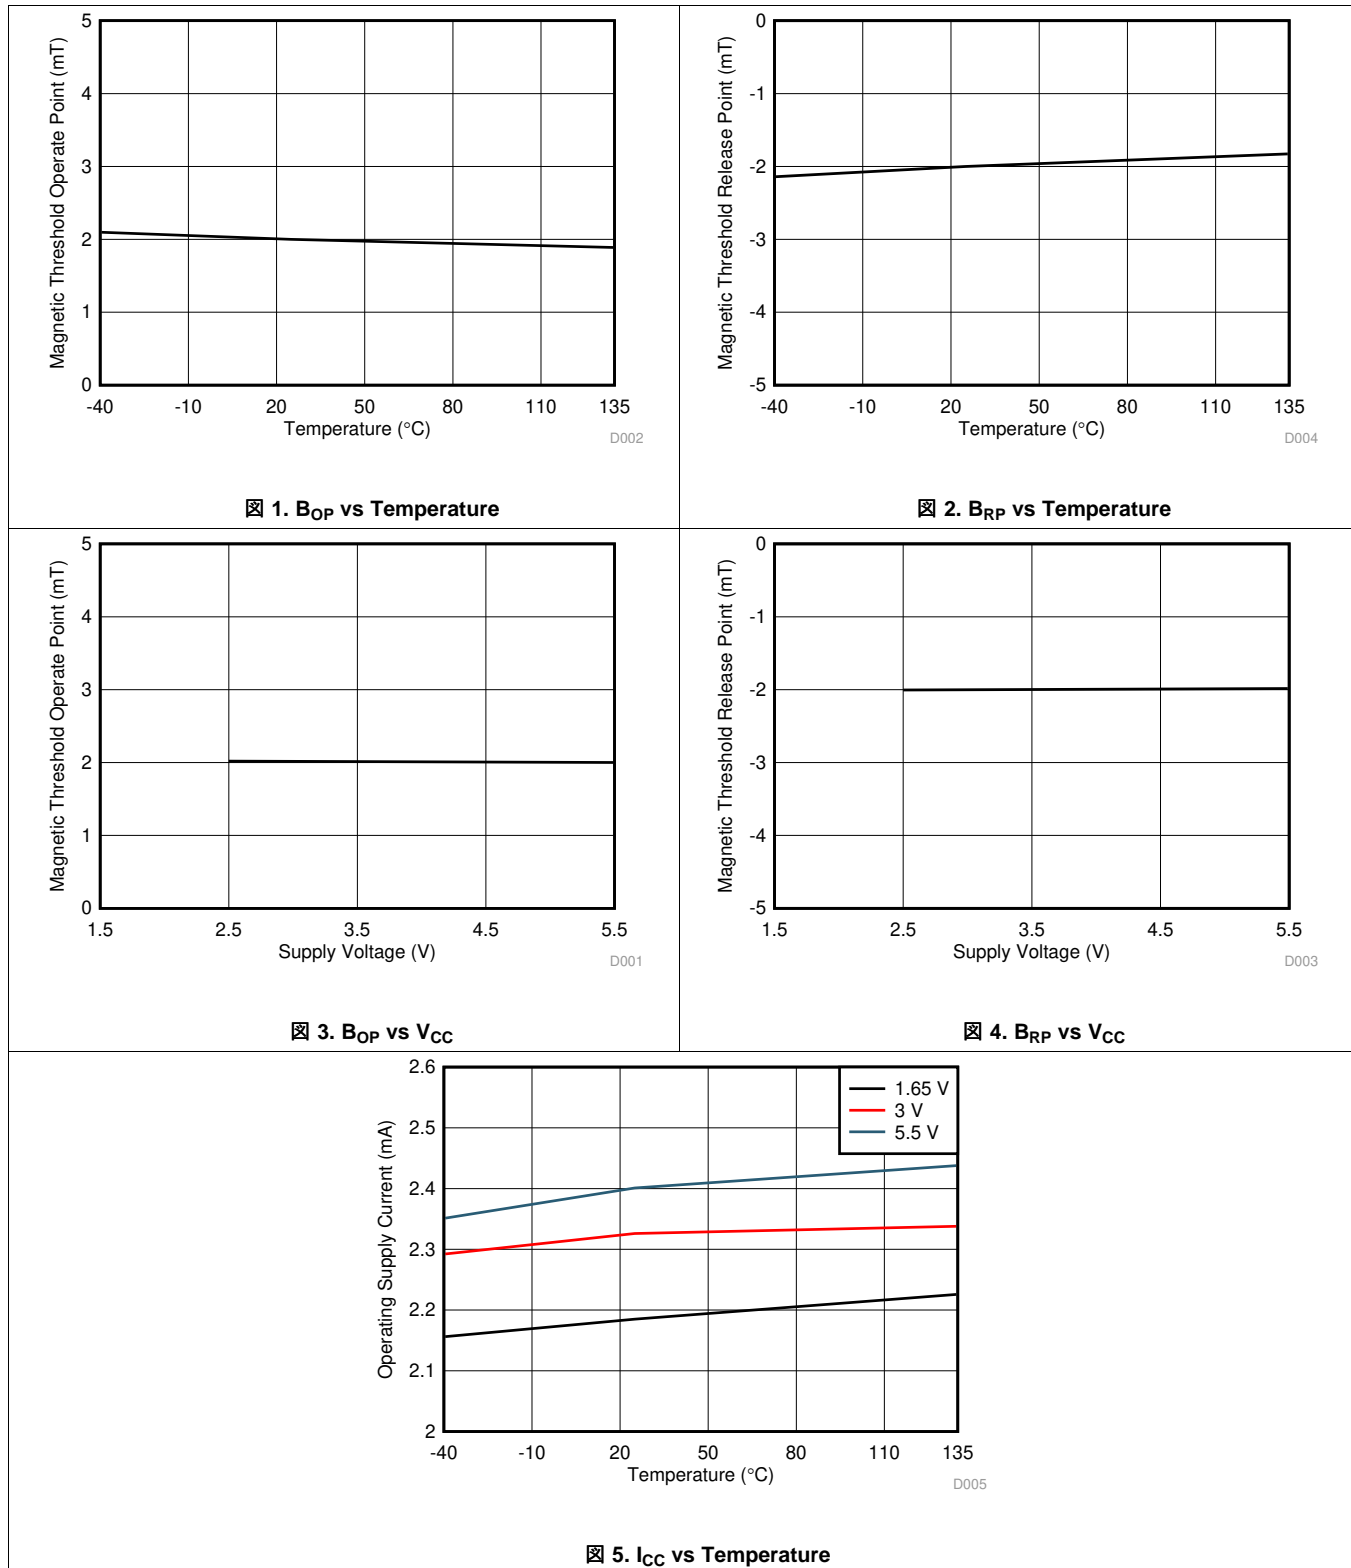 Magnetic Threshold Operate Point (mT)
5
4
3
2
1
0
-40 -10 20 50 80 110 135
Temperature (°C)
D002
図 1. BOP vs Temperature
Magnetic Threshold Release Point (mT)
0
-1
-2
-3
-4
-5
-40 -10 20 50 80 110 135
Temperature (°C)
D004
図 2. BRP vs Temperature
Magnetic Threshold Operate Point (mT)
5
4
3
2
1
0
1.5 2.5 3.5 4.5 5.5
Supply Voltage (V)
D001
図 3. BOP vs VCC
Magnetic Threshold Release Point (mT)
0
-1
-2
-3
-4
-5
1.5 2.5 3.5 4.5 5.5
Supply Voltage (V)
D003
図 4. BRP vs VCC
Operating Supply Current (mA)
2.6
2.5
2.4
2.3
2.2
2.1
2
1.65 V
3 V
5.5 V
-40 -10 20 50 80 110 135
Temperature (°C)
D005
図 5. ICC vs Temperature